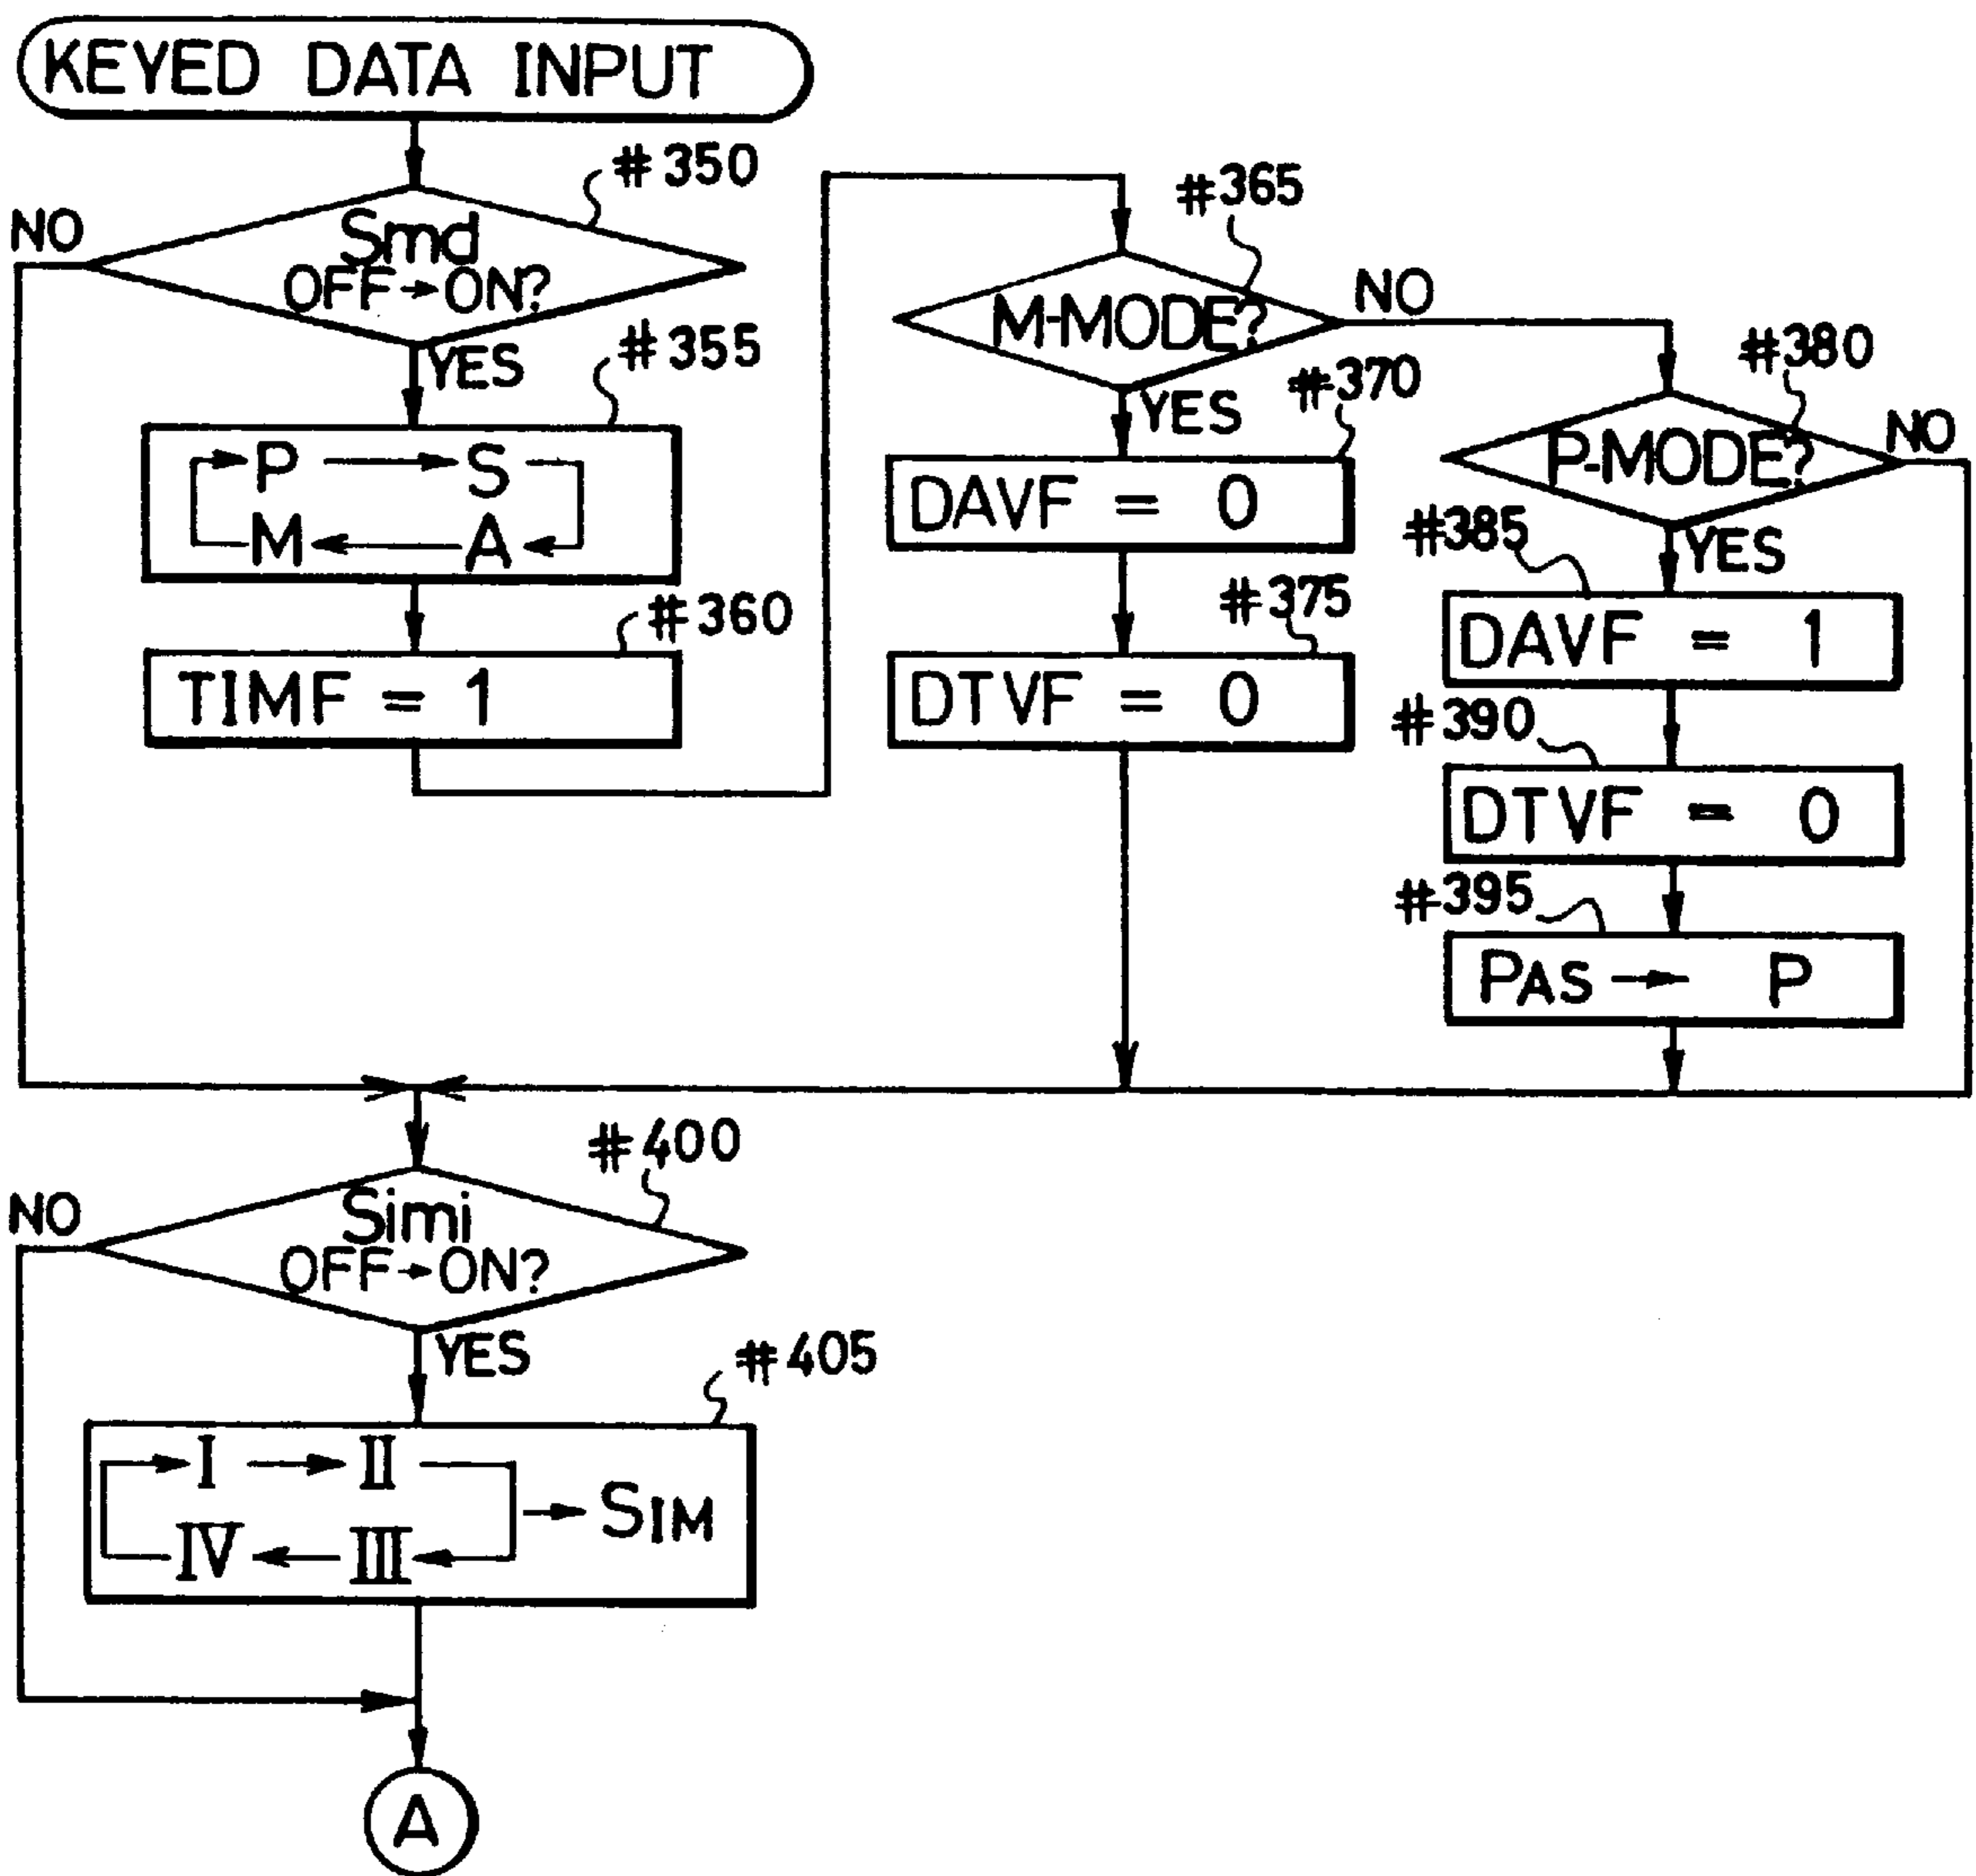 KEYED DATA INPUT
#350
NO
Smd
OFF→ON?
YES
#355
P → S
M ← A
#360
TIMF = 1
#365
M-MODE?
NO
YES
#370
DAVF = 0
#375
DTVF = 0
#380
P-MODE?
NO
YES
#385
DAVF = 1
#390
DTVF = 0
#395
PAS → P
#400
NO
Simi
OFF→ON?
YES
#405
I → II
IV ← III
→ SIM
A